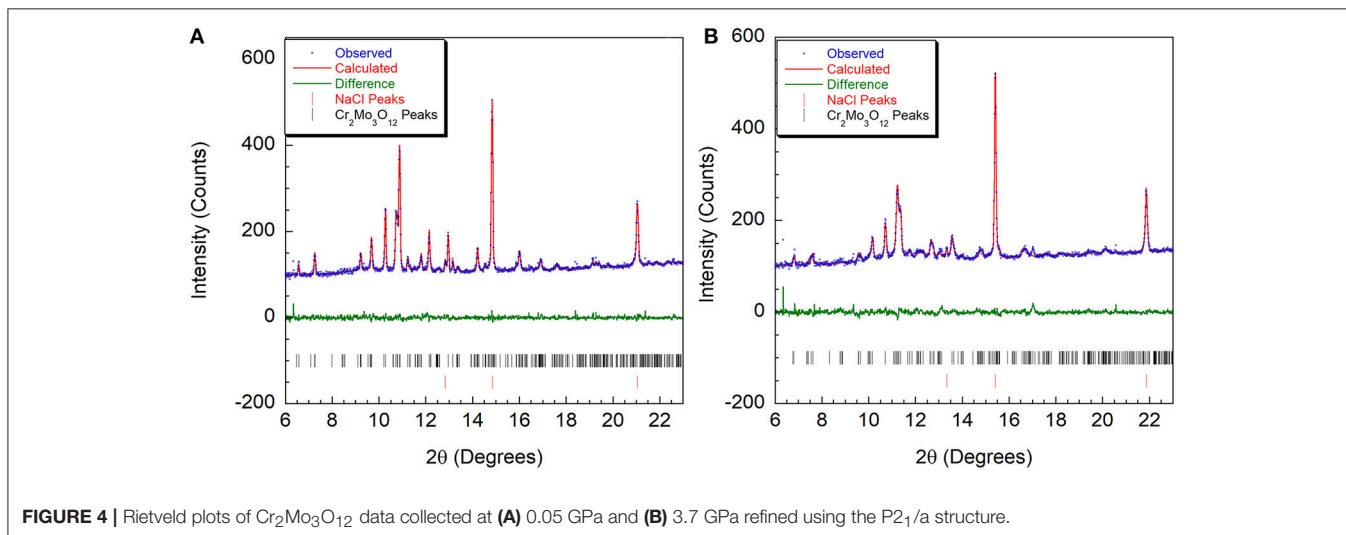 A
600
400
200
0
-200
Intensity (Counts)
Observed
Calculated
Difference
NaCl Peaks
Cr₂Mo₃O₁₂ Peaks
6 8 10 12 14 16 18 20 22
2θ (Degrees)
B
600
400
200
0
-200
Intensity (Counts)
Observed
Calculated
Difference
NaCl Peaks
Cr₂Mo₃O₁₂ Peaks
6 8 10 12 14 16 18 20 22
2θ (Degrees)
FIGURE 4 | Rietveld plots of Cr₂Mo₃O₁₂ data collected at (A) 0.05 GPa and (B) 3.7 GPa refined using the P2₁/a structure.